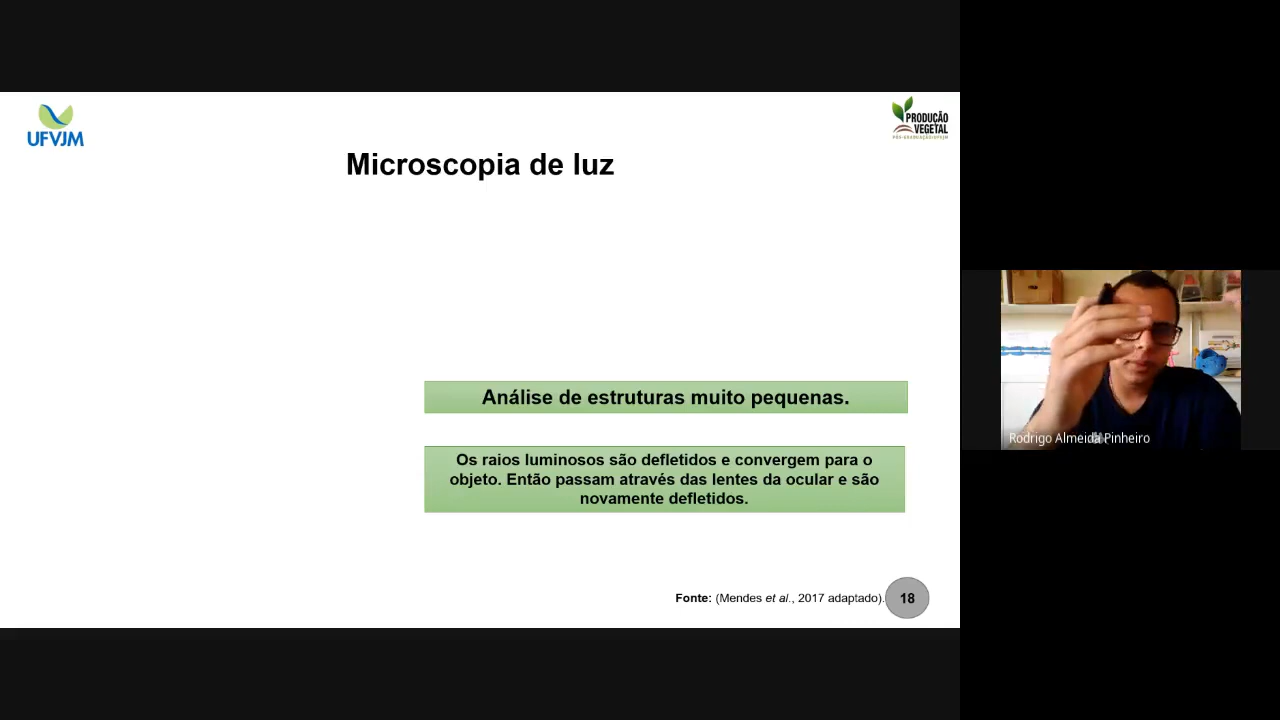 UFVJM
PRODUÇÃO
VEGETAL
Microscopia de luz
Análise de estruturas muito pequenas.
Os raios luminosos são defletidos e convergem para o
objeto. Então passam através das lentes da ocular e são
novamente defletidos.
Fonte: (Mendes et al., 2017 adaptado).
18
Rodrigo Almeida Pinheiro